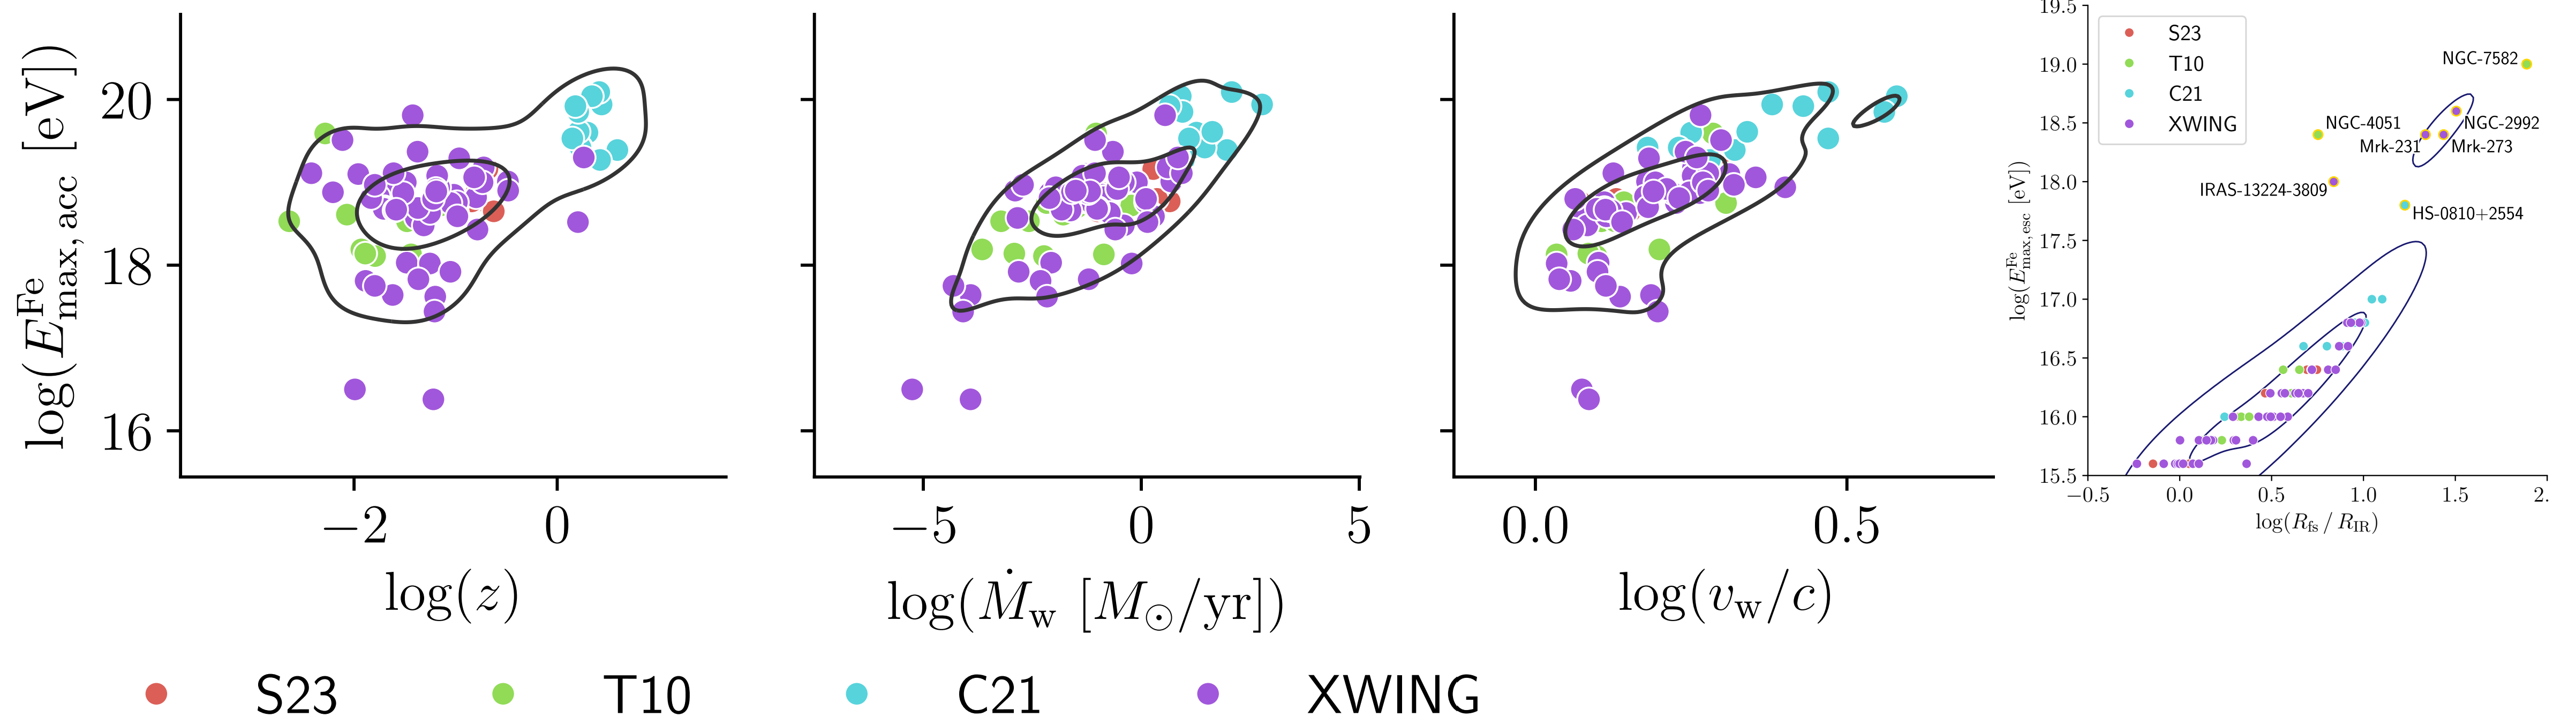 log(E^Fe_max, acc [eV])
20
18
16
−2
0
log(z)
−5
0
5
log(Ṁ_w [M_⊙/yr])
0.0
0.5
log(v_w/c)
S23
T10
C21
XWING
log(E^Fe_max, esc [eV])
19.5
19.0
18.5
18.0
17.5
17.0
16.5
16.0
15.5
S23
T10
C21
XWING
NGC-7582
NGC-4051
NGC-2992
Mrk-231
Mrk-273
IRAS-13224-3809
HS-0810+2554
−0.5
0.0
0.5
1.0
1.5
2.
log(R_fs / R_IR)